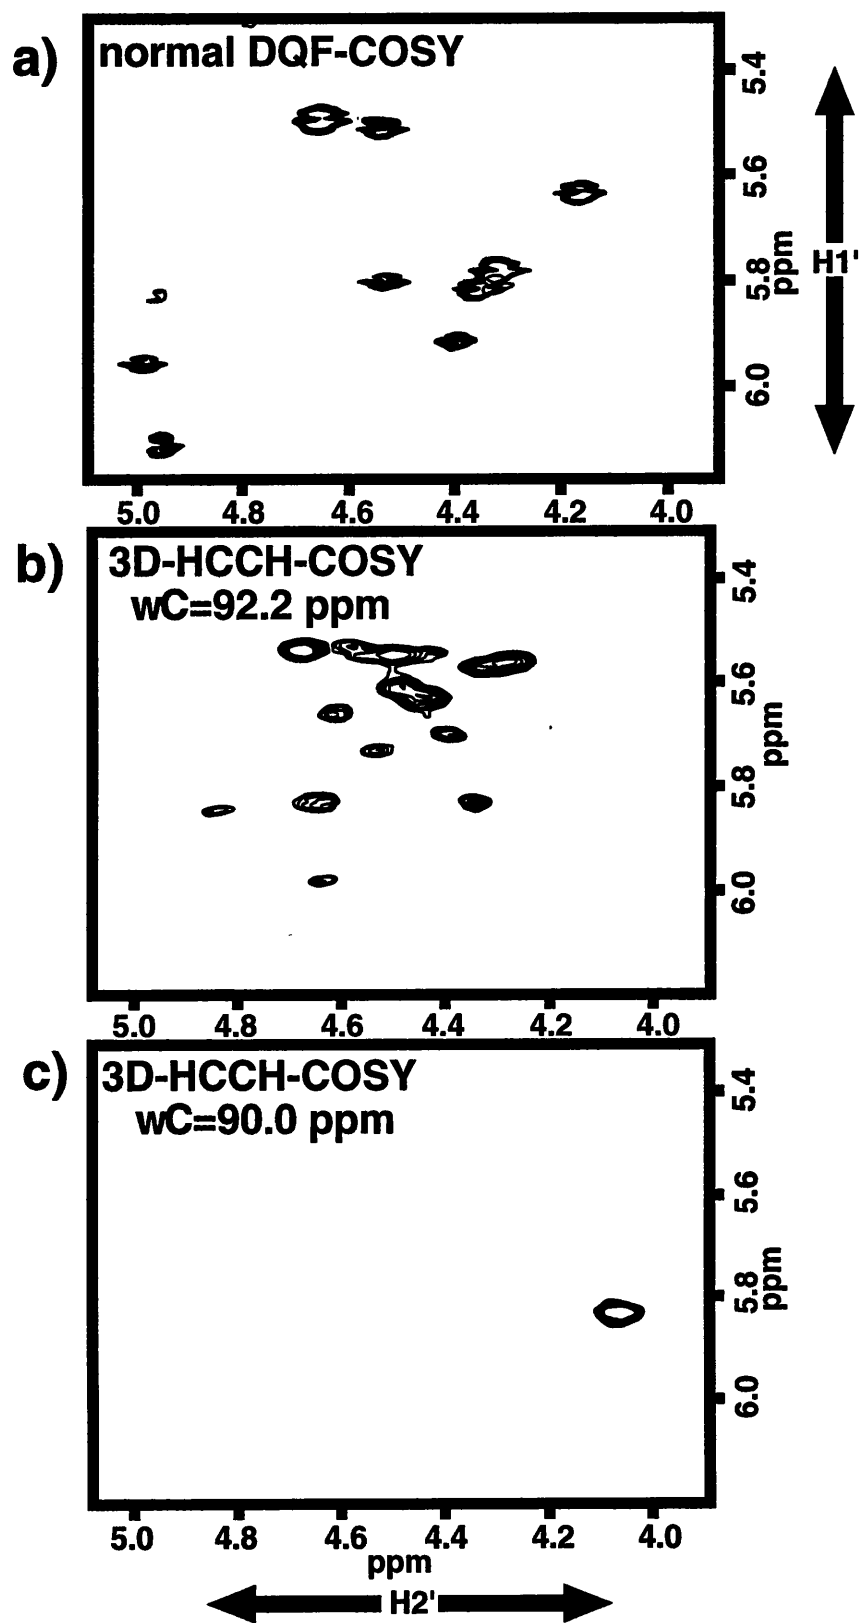 a)
normal DQF-COSY
5.4
5.6
5.8
6.0
ppm
H1'
5.0 4.8 4.6 4.4 4.2 4.0
b)
3D-HCCH-COSY
wC=92.2 ppm
5.4
5.6
5.8
6.0
ppm
5.0 4.8 4.6 4.4 4.2 4.0
c)
3D-HCCH-COSY
wC=90.0 ppm
5.4
5.6
5.8
6.0
ppm
5.0 4.8 4.6 4.4 4.2 4.0
ppm
H2'